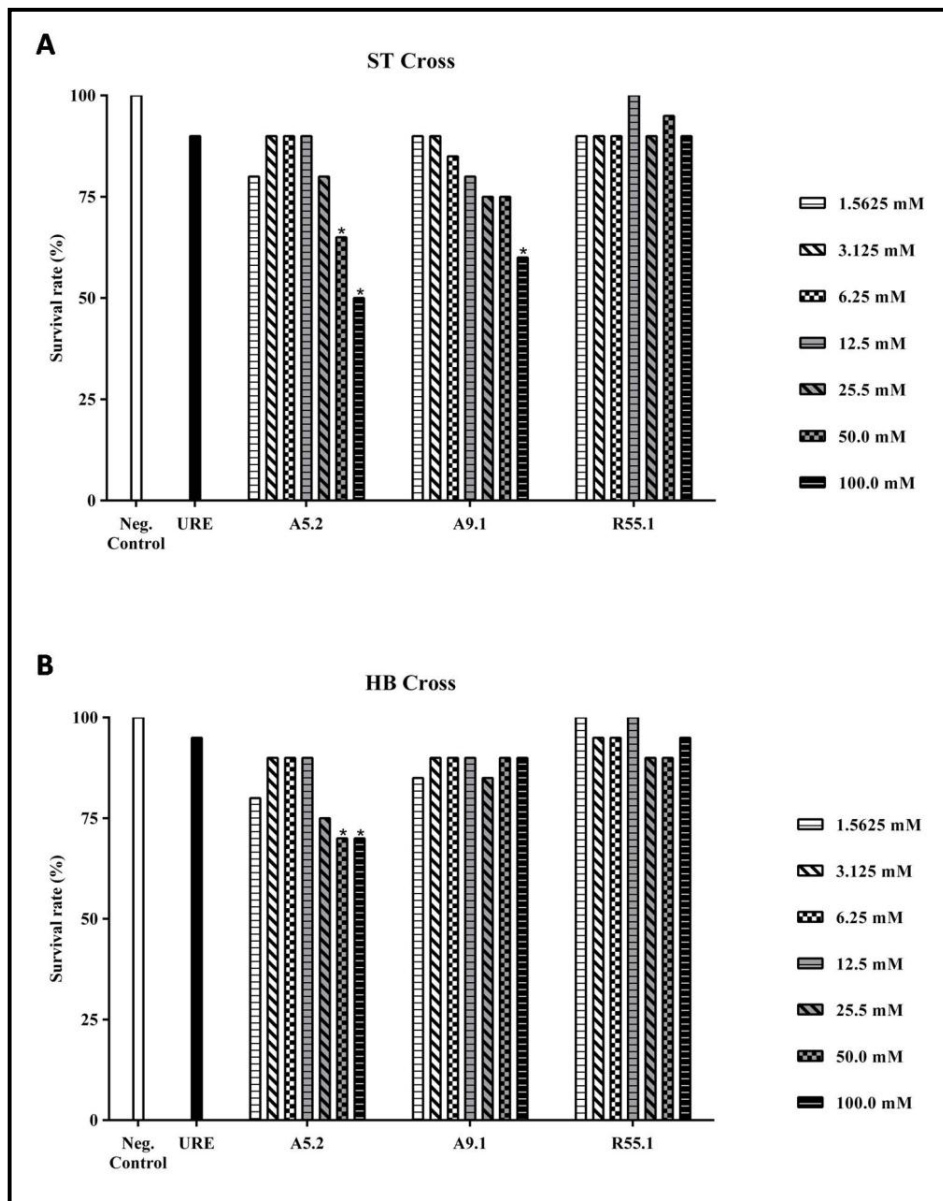 A
ST Cross
Survival rate (%)
100
75
50
25
0
*
*
*
Neg.
Control
URE
A5.2
A9.1
R55.1
1.5625 mM
3.125 mM
6.25 mM
12.5 mM
25.5 mM
50.0 mM
100.0 mM
B
HB Cross
Survival rate (%)
100
75
50
25
0
* *
Neg.
Control
URE
A5.2
A9.1
R55.1
1.5625 mM
3.125 mM
6.25 mM
12.5 mM
25.5 mM
50.0 mM
100.0 mM